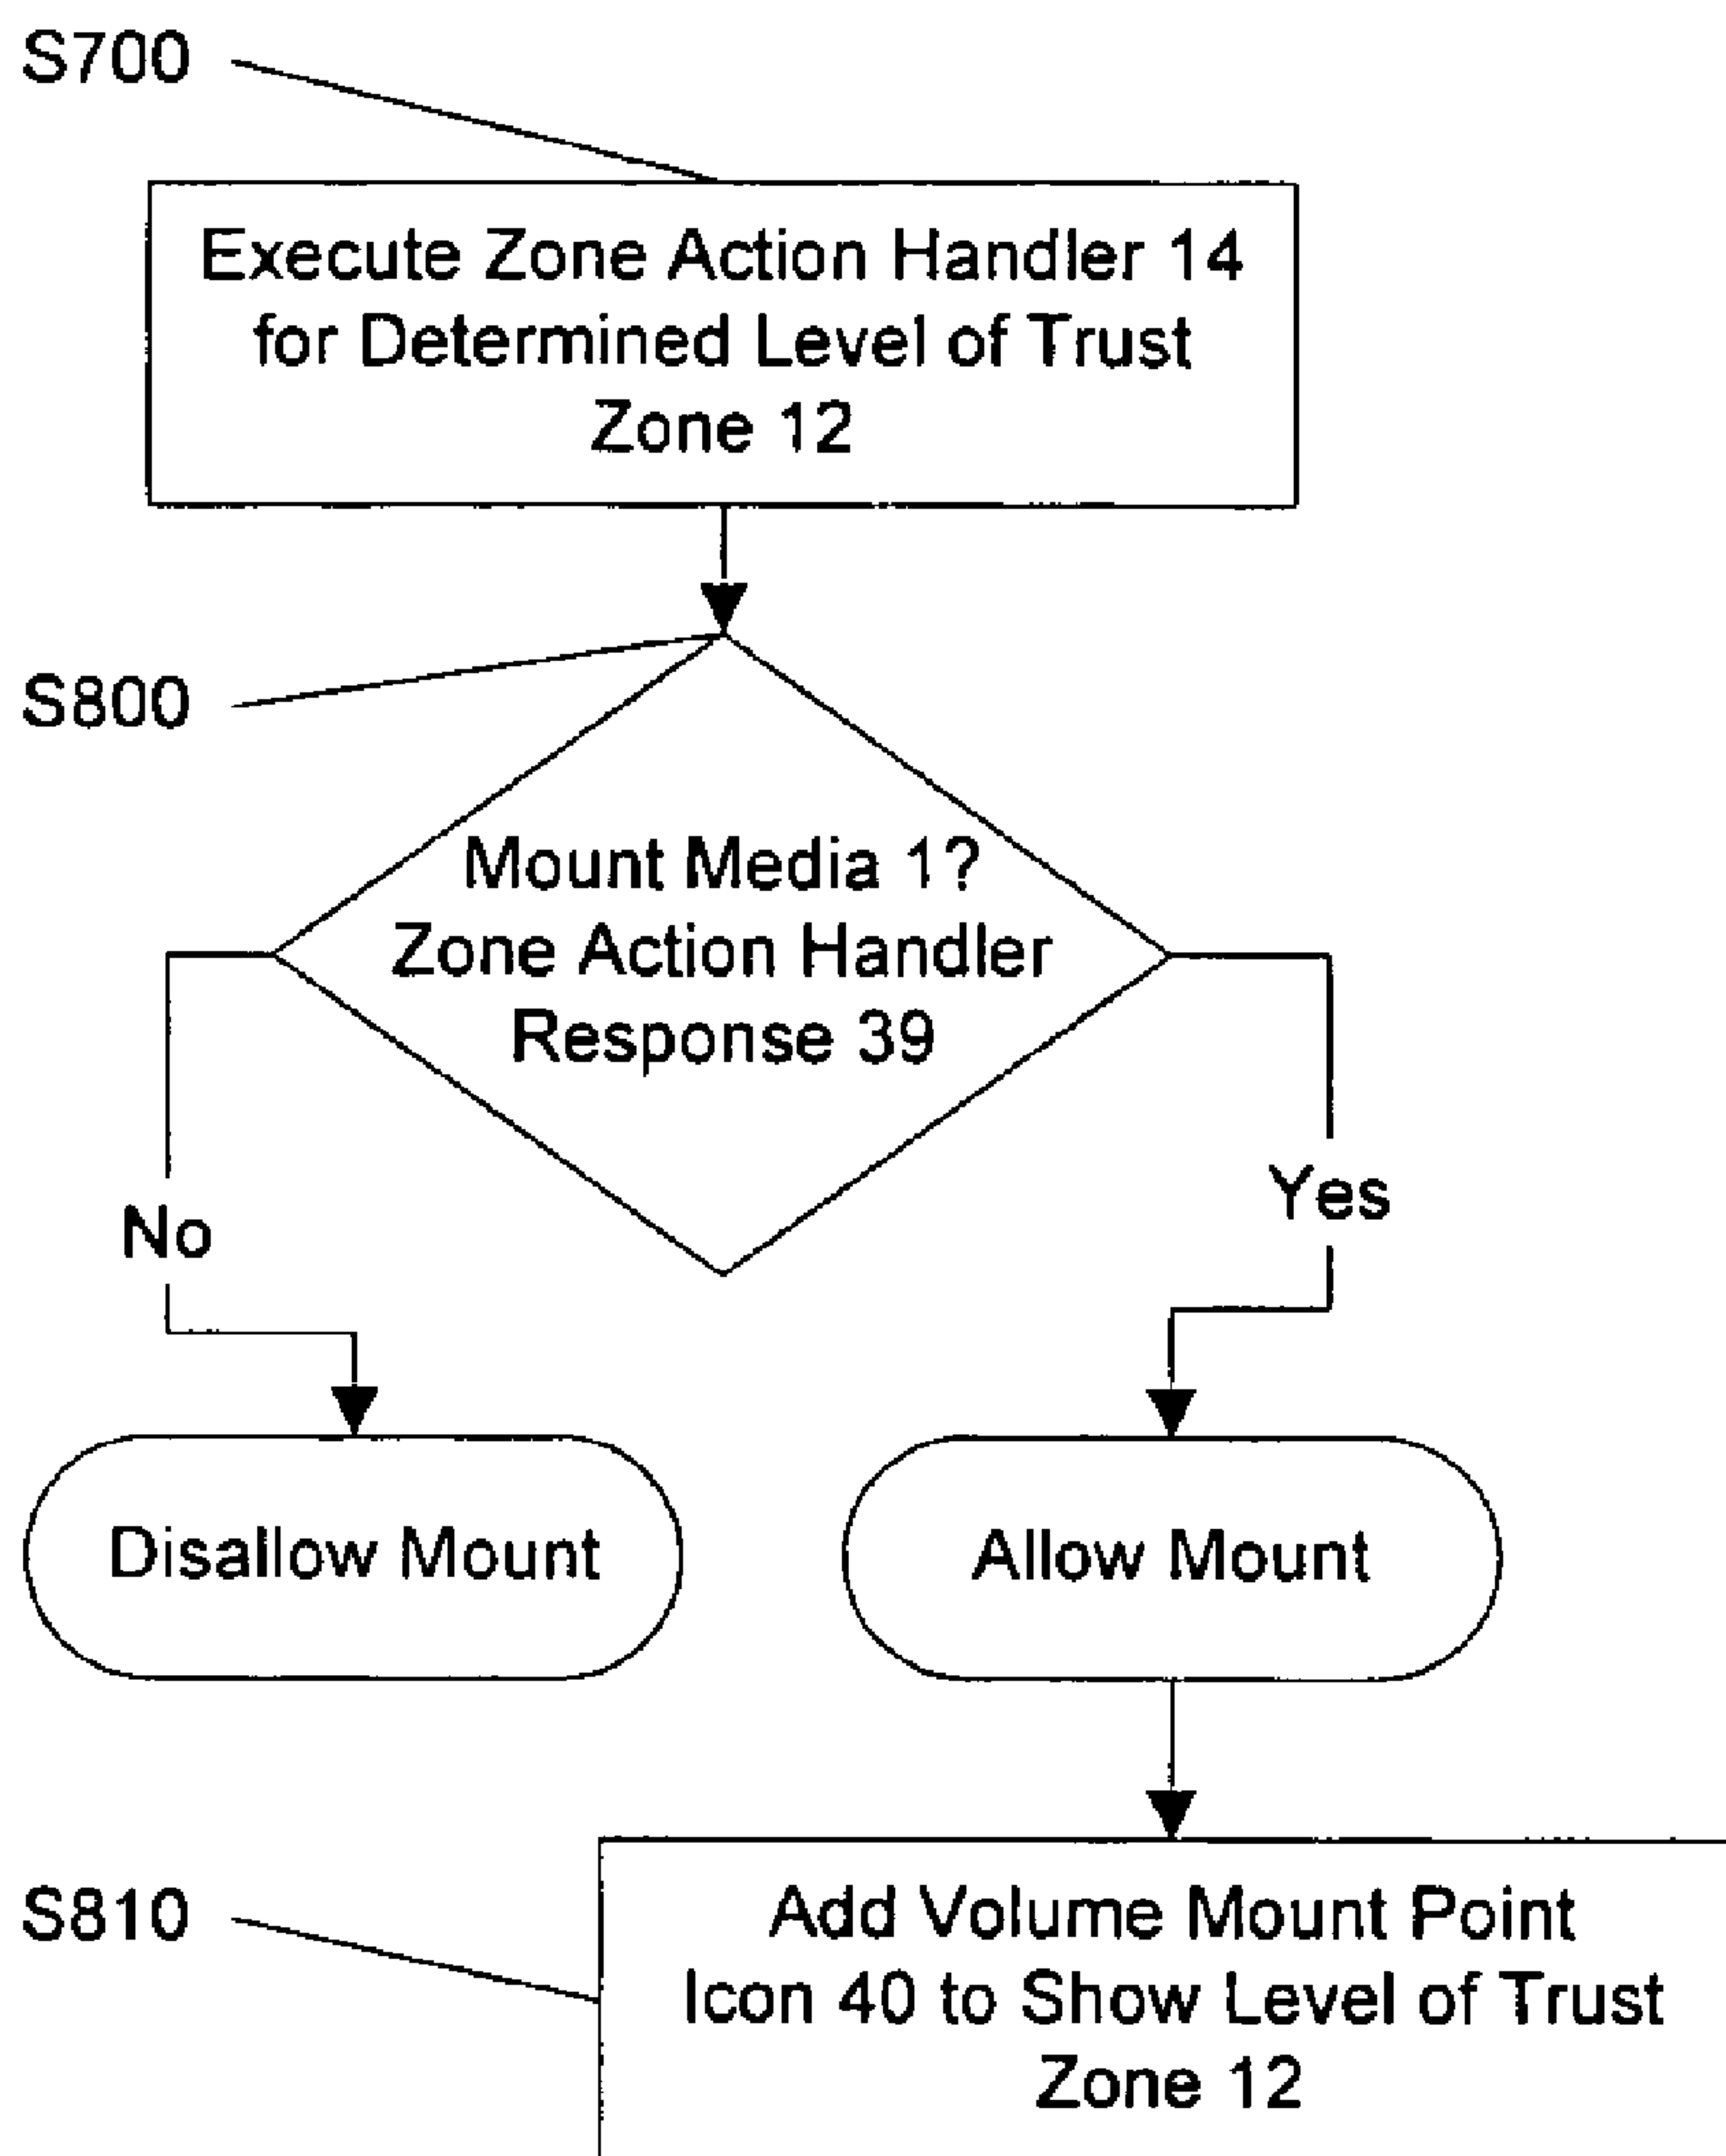 S700
Execute Zone Action Handler 14
for Determined Level of Trust
Zone 12
S800
Mount Media 1?
Zone Action Handler
Response 39
No
Yes
Disallow Mount
Allow Mount
S810
Add Volume Mount Point
Icon 40 to Show Level of Trust
Zone 12